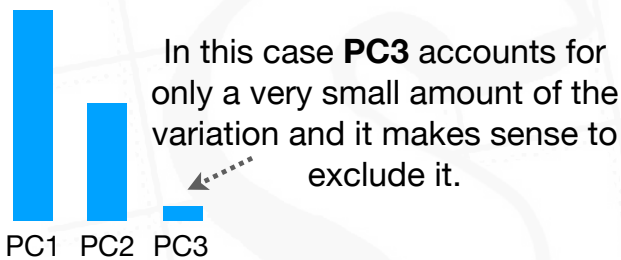 In this case PC3 accounts for
only a very small amount of the
variation and it makes sense to
exclude it.
PC1 PC2 PC3